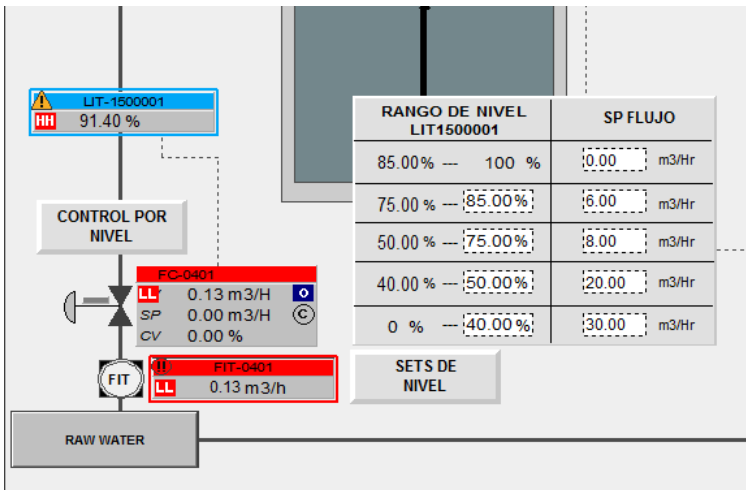 LIT-1500001
HH 91.40 %
CONTROL POR
NIVEL
FC-0401
LL 0.13 m3/H O
SP 0.00 m3/H C
CV 0.00 %
FIT
FIT-0401
LL 0.13 m3/h
RAW WATER
RANGO DE NIVEL
LIT1500001
SP FLUJO
85.00% --- 100 % 0.00 m3/Hr
75.00 % --- 85.00% 6.00 m3/Hr
50.00 % --- 75.00% 8.00 m3/Hr
40.00 % --- 50.00% 20.00 m3/Hr
0 % --- 40.00% 30.00 m3/Hr
SETS DE
NIVEL